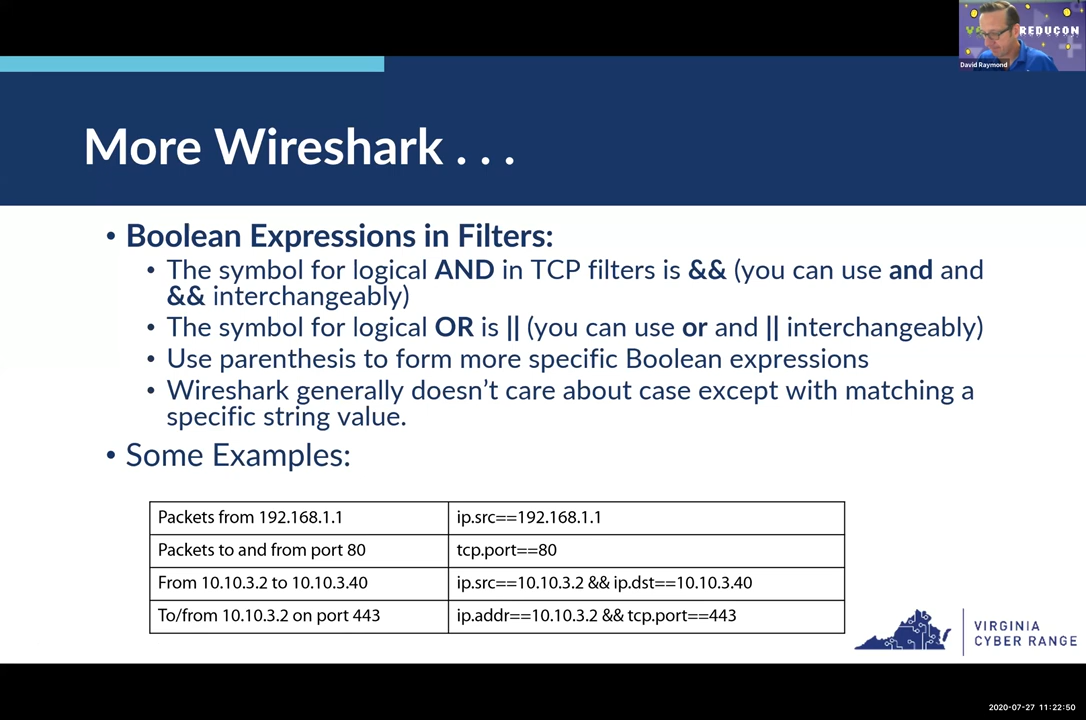 REDUCON
David Raymond
More Wireshark . . .
• Boolean Expressions in Filters:
• The symbol for logical AND in TCP filters is && (you can use and and
&& interchangeably)
• The symbol for logical OR is || (you can use or and || interchangeably)
• Use parenthesis to form more specific Boolean expressions
• Wireshark generally doesn’t care about case except with matching a
specific string value.
• Some Examples:
Packets from 192.168.1.1 ip.src==192.168.1.1
Packets to and from port 80 tcp.port==80
From 10.10.3.2 to 10.10.3.40 ip.src==10.10.3.2 && ip.dst==10.10.3.40
To/from 10.10.3.2 on port 443 ip.addr==10.10.3.2 && tcp.port==443
VIRGINIA
CYBER RANGE
2020-07-27 11:22:50